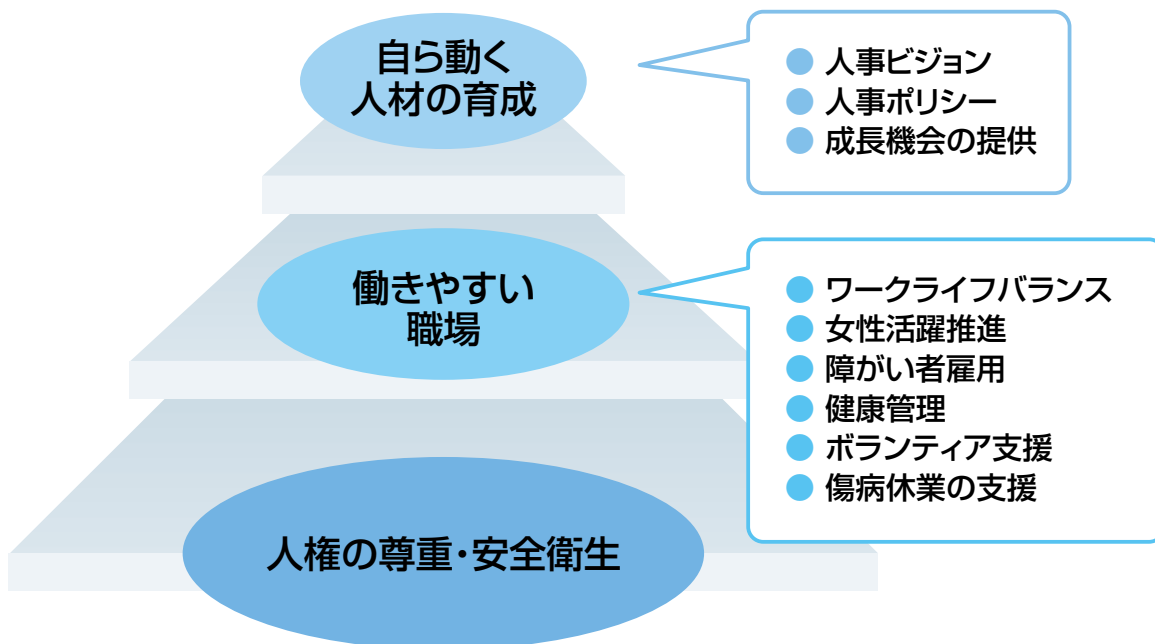 自ら動く
人材の育成
● 人事ビジョン
● 人事ポリシー
● 成長機会の提供
働きやすい
職場
● ワークライフバランス
● 女性活躍推進
● 障がい者雇用
● 健康管理
● ボランティア支援
● 傷病休業の支援
人権の尊重・安全衛生